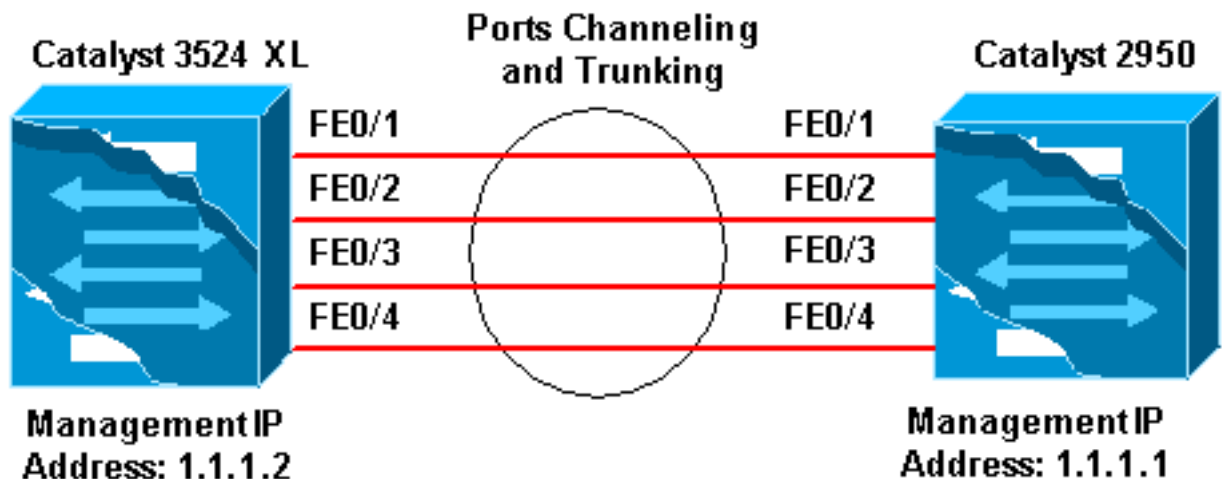 Ports Channeling
and Trunking
Catalyst 3524 XL
Catalyst 2950
FE0/1
FE0/1
FE0/2
FE0/2
FE0/3
FE0/3
FE0/4
FE0/4
Management IP
Address: 1.1.1.2
Management IP
Address: 1.1.1.1